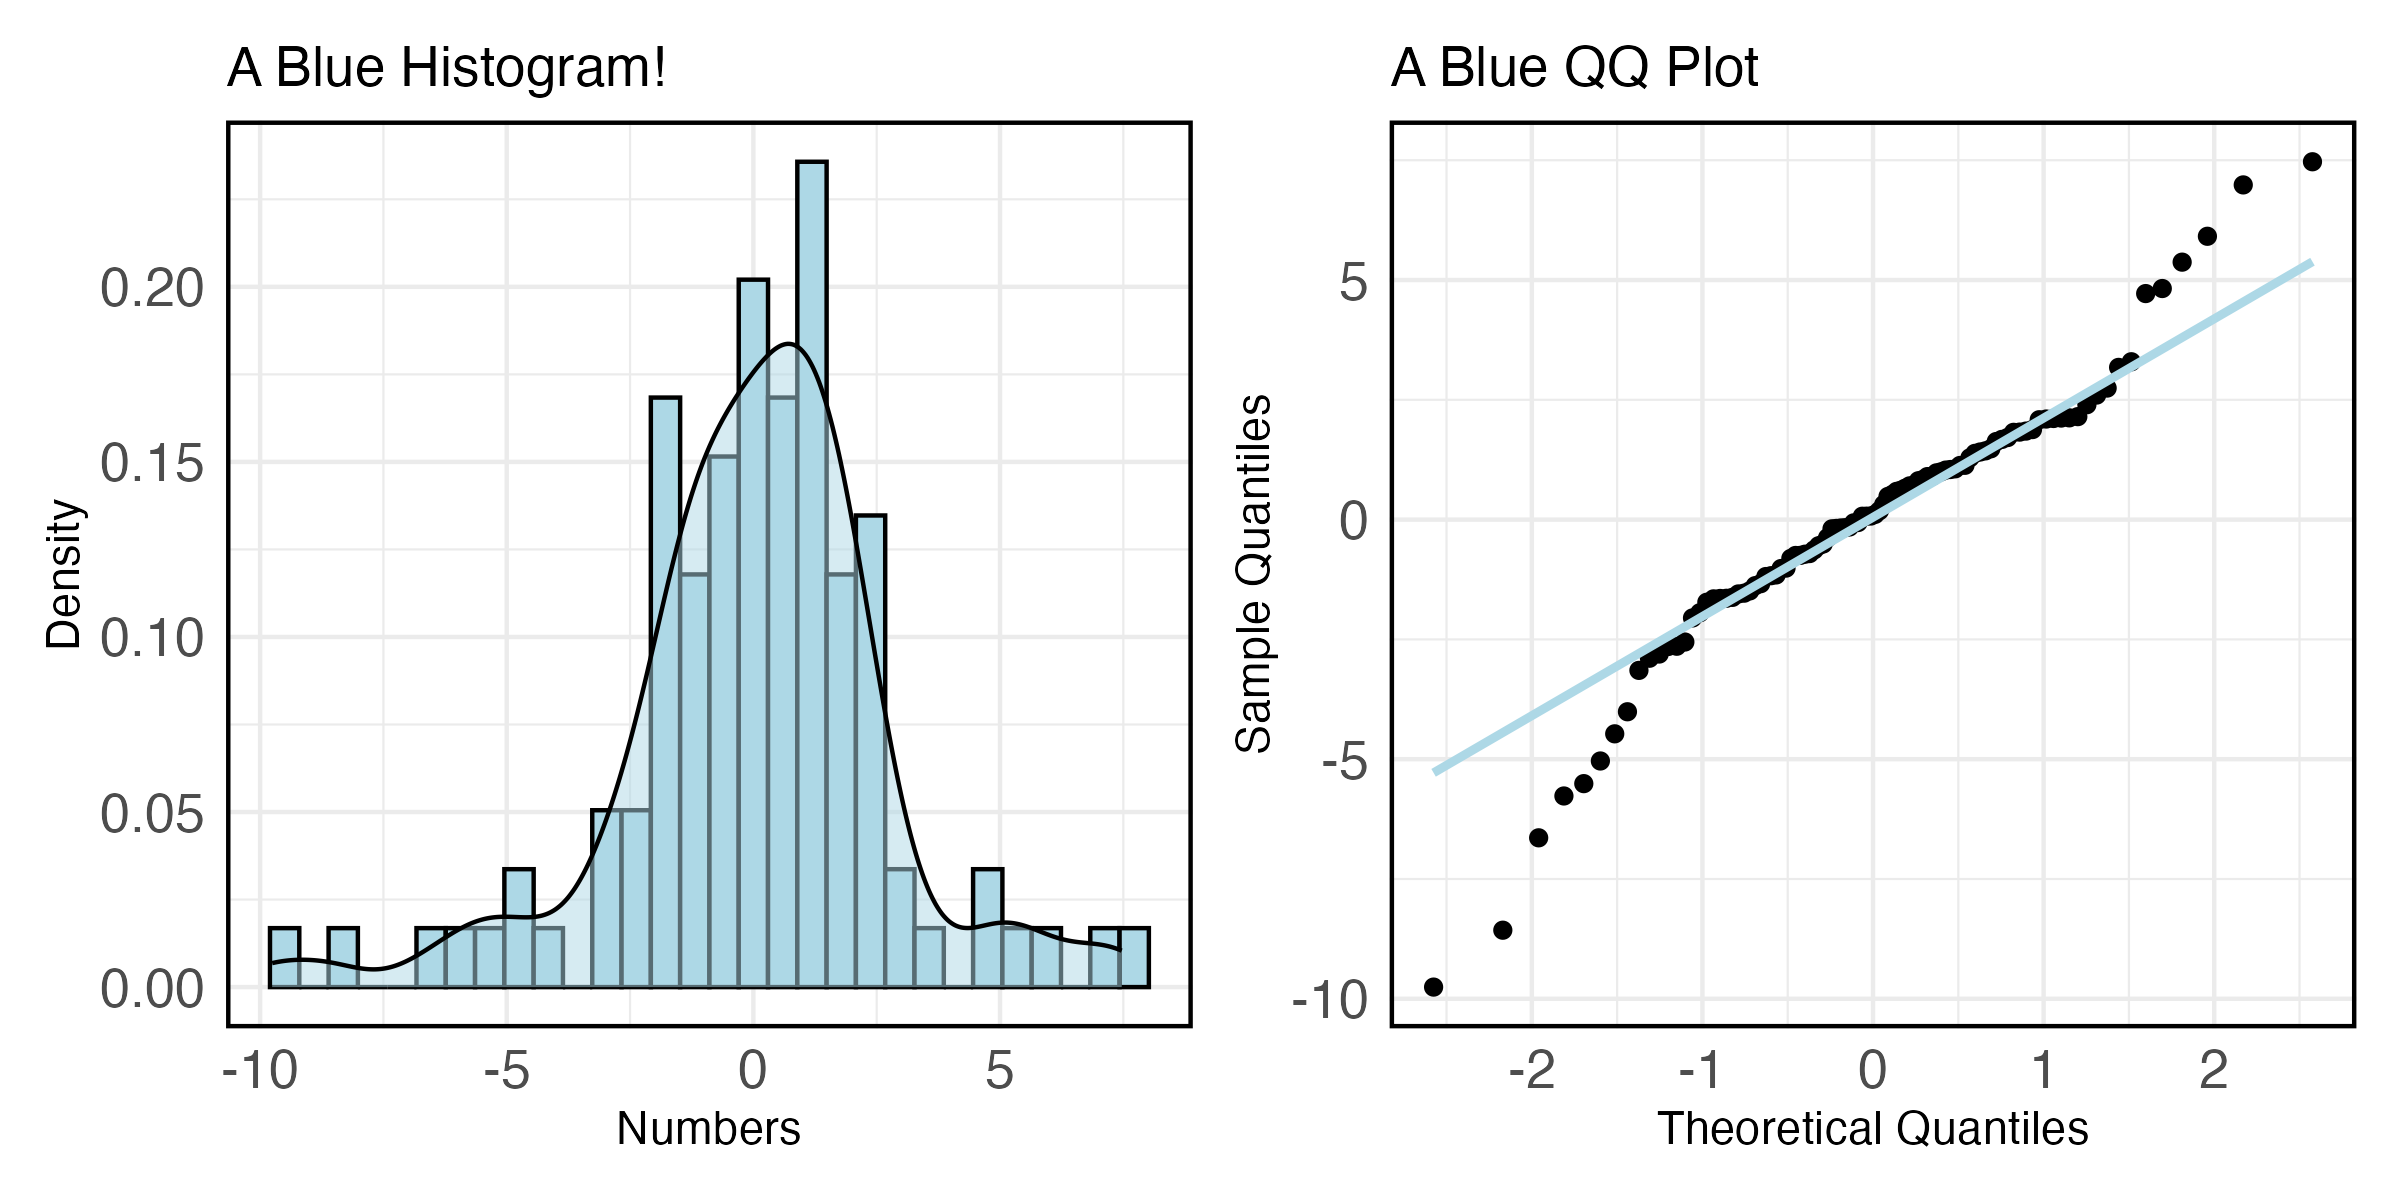 A Blue Histogram!
Density
0.20
0.15
0.10
0.05
0.00
-10 -5 0 5
Numbers
A Blue QQ Plot
Sample Quantiles
5
0
-5
-10
-2 -1 0 1 2
Theoretical Quantiles